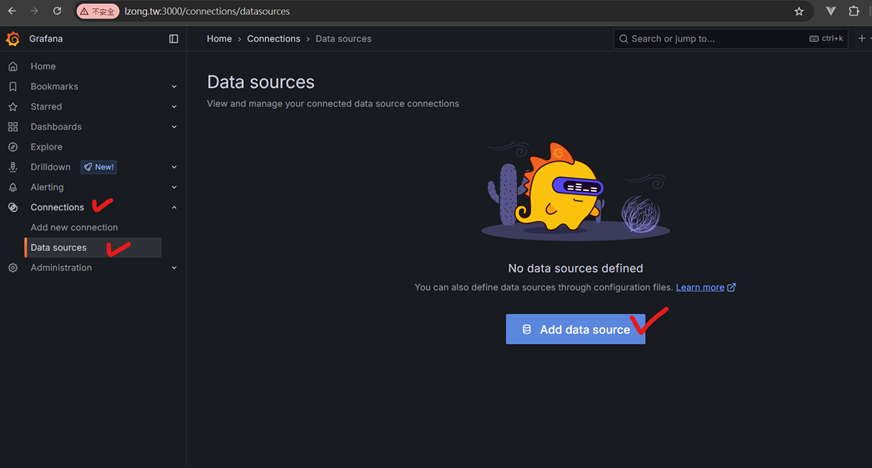 不安全 lzong.tw:3000/connections/datasources
Grafana
Home › Connections › Data sources
Search or jump to...
ctrl+k
Home
Bookmarks
Starred
Dashboards
Explore
Drilldown New!
Alerting
Connections
Add new connection
Data sources
Administration
Data sources
View and manage your connected data source connections
No data sources defined
You can also define data sources through configuration files. Learn more
Add data source